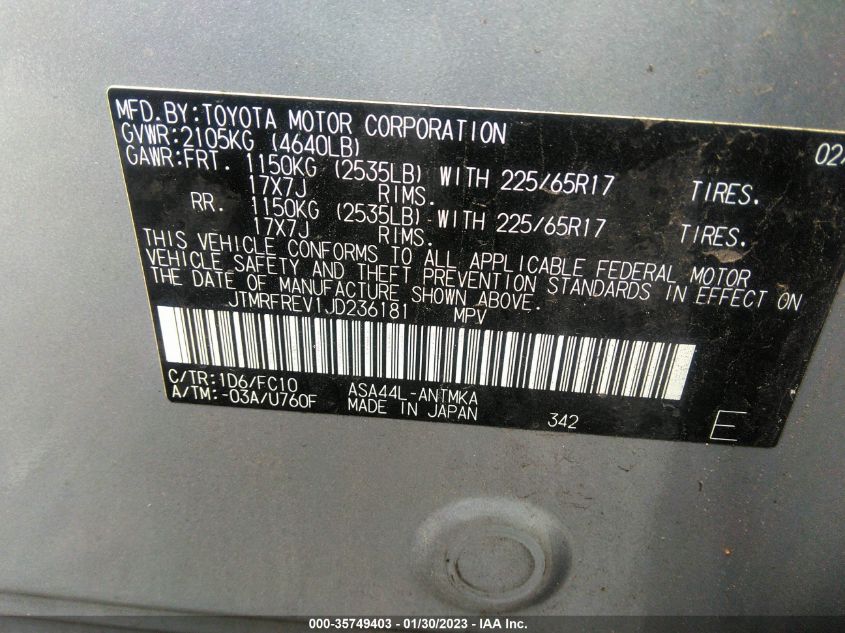 MFD.BY:TOYOTA MOTOR CORPORATION 02/
GVWR:2105KG (4640LB)
GAWR:FRT. 1150KG (2535LB) WITH 225/65R17 TIRES.
17X7J RIMS.
RR. 1150KG (2535LB) WITH 225/65R17 TIRES.
17X7J RIMS.
THIS VEHICLE CONFORMS TO ALL APPLICABLE FEDERAL MOTOR
VEHICLE SAFETY AND THEFT PREVENTION STANDARDS IN EFFECT ON
THE DATE OF MANUFACTURE SHOWN ABOVE.
JTMRFREV1JD236181 MPV
C/TR:1D6/FC10 ASA44L-ANTMKA
A/TM:-03A/U760F MADE IN JAPAN 342 E
000-35749403 - 01/30/2023 - IAA Inc.